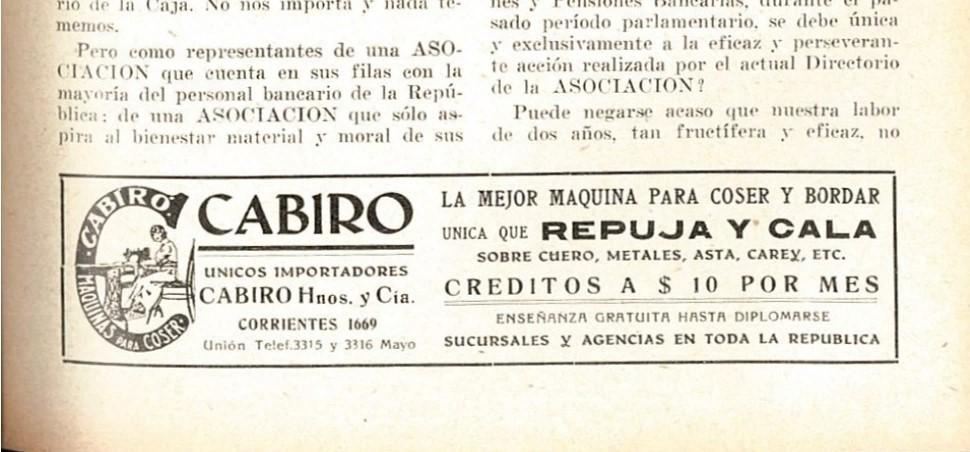 rio de la Caja. No nos importa y nada te-
memos.
Pero como representantes de una ASO-
CIACION que cuenta en sus filas con la
mayoría del personal bancario de la Repú-
blica; de una ASOCIACION que sólo as-
pira al bienestar material y moral de sus
nes y Pensiones Bancarias, durante el pa-
sado período parlamentario, se debe única
y exclusivamente a la eficaz y perseveran-
te acción realizada por el actual Directorio
de la ASOCIACION?
Puede negarse acaso que nuestra labor
de dos años, tan fructífera y eficaz, no
CABIRO
MAQUINAS PARA COSER
CABIRO
UNICOS IMPORTADORES
CABIRO Hnos. y Cía.
CORRIENTES 1669
Unión Telef. 3315 y 3316 Mayo
LA MEJOR MAQUINA PARA COSER Y BORDAR
UNICA QUE REPUJA Y CALA
SOBRE CUERO, METALES, ASTA, CAREY, ETC.
CREDITOS A $ 10 POR MES
ENSEÑANZA GRATUITA HASTA DIPLOMARSE
SUCURSALES Y AGENCIAS EN TODA LA REPUBLICA